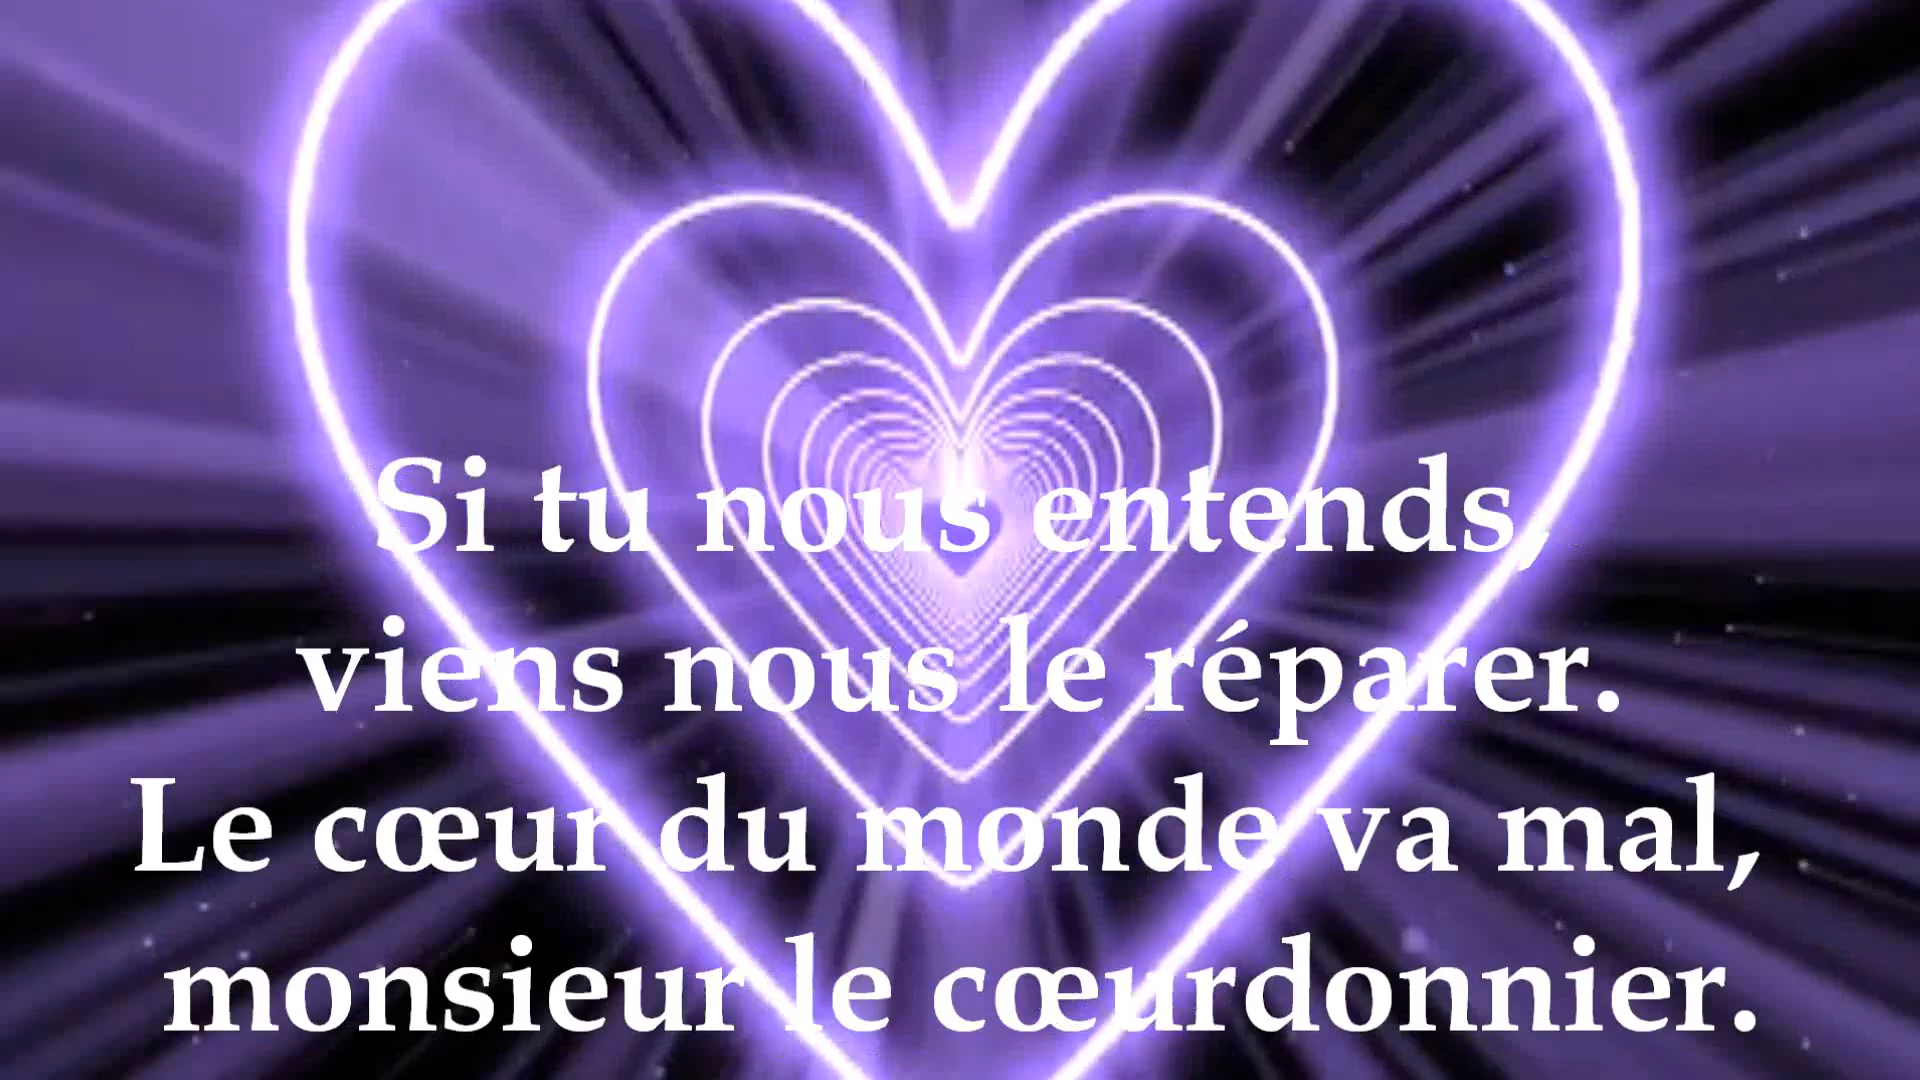 Si tu nous entends,
viens nous le réparer.
Le cœur du monde va mal,
monsieur le cœurdonnier.